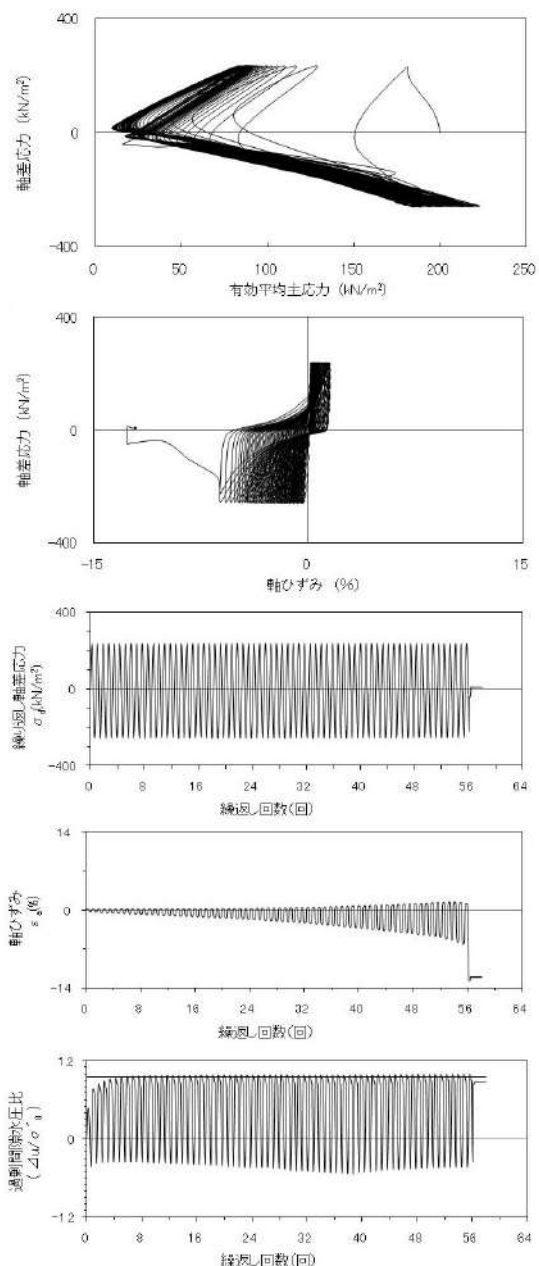 400
0
-400
軸差応力 (kN/m²)
0
50
100
150
200
250
有効平均主応力 (kN/m²)
400
0
-400
軸差応力 (kN/m²)
-15
0
15
軸ひずみ (%)
400
0
-400
繰り返し軸差応力
σd(kN/m²)
0 8 16 24 32 40 48 56 64
繰返し回数(回)
14
0
-14
軸ひずみ
εa(%)
0 8 16 24 32 40 48 56 64
繰返し回数(回)
1.2
0
-1.2
過剰間隙水圧比
(Δu/σ'0)
0 8 16 24 32 40 48 56 64
繰返し回数(回)